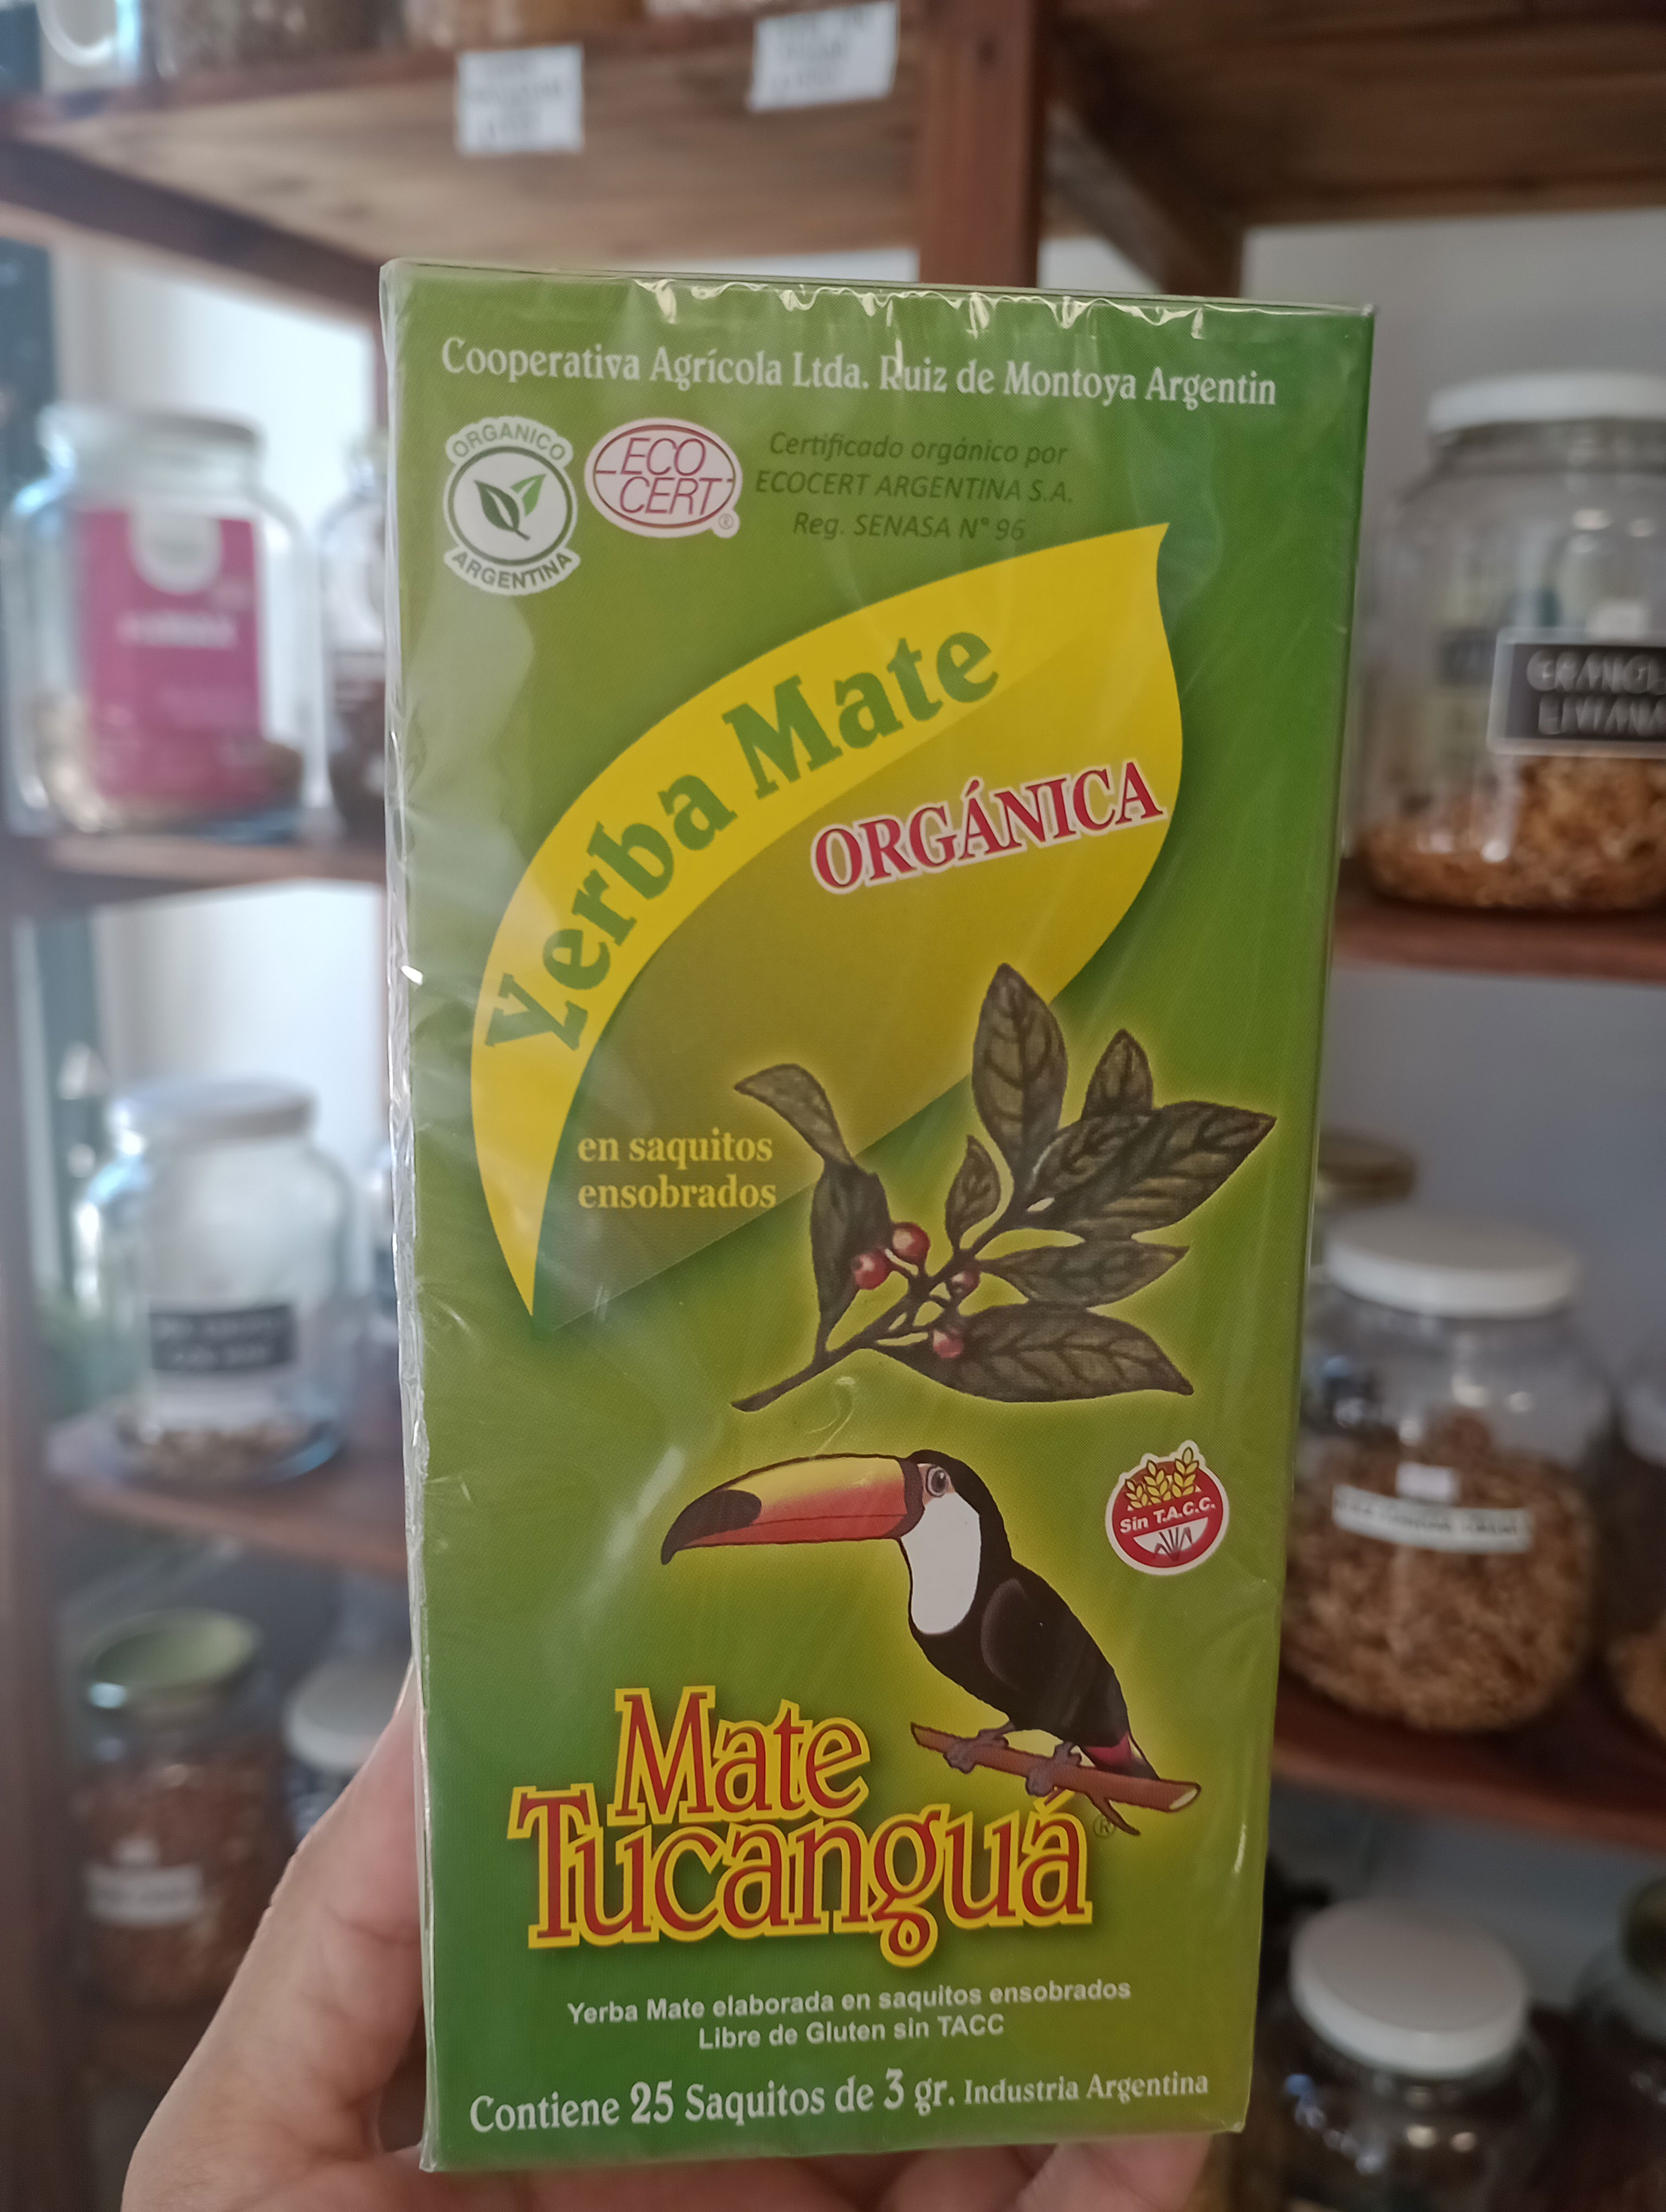 Cooperativa Agrícola Ltda. Ruiz de Montoya Argentin
ORGANICO
ARGENTINA
ECO
CERT
®
Certificado orgánico por
ECOCERT ARGENTINA S.A.
Reg. SENASA N° 96
Yerba Mate
ORGÁNICA
en saquitos
ensobrados
Sin T.A.C.C.
Mate
Tucanguá
®
Yerba Mate elaborada en saquitos ensobrados
Libre de Gluten sin TACC
Contiene 25 Saquitos de 3 gr. Industria Argentina